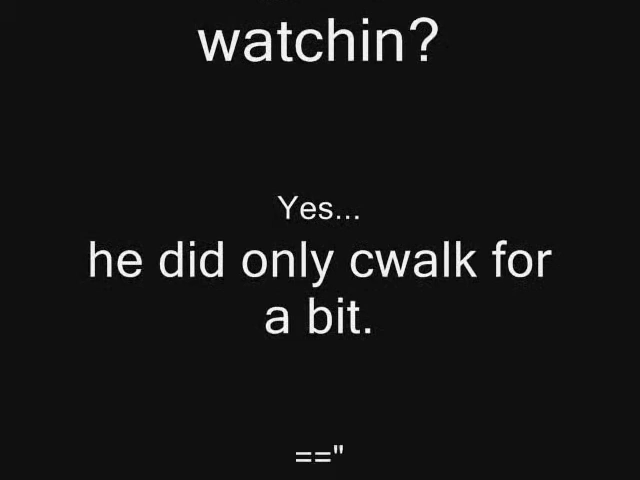 watchin?
Yes...
he did only cwalk for
a bit.
=="